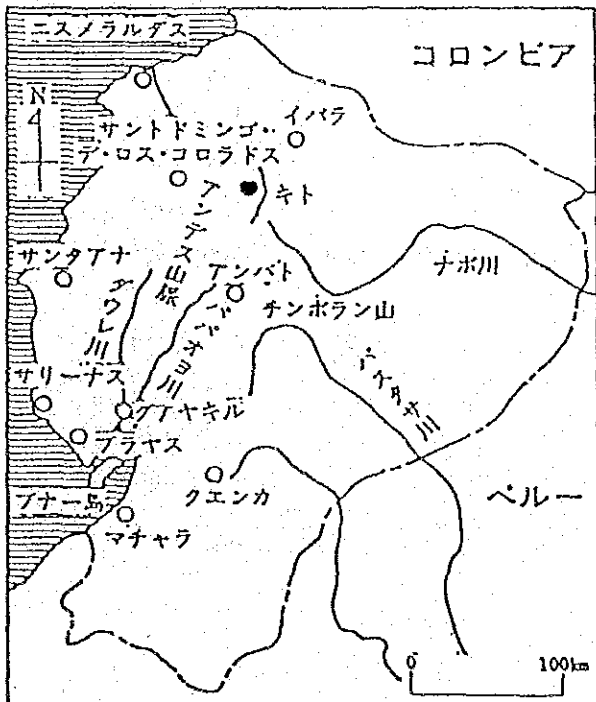 ニスメラルダス
コロンビア
N
イバラ
サントドミンゴ・
デ・ロス・コロラドス
キト
アンデス山脈
サンタアナ
ダウレ川
アンバト
ババオヨ川
チンボラン山
ナポ川
パスタサ川
サリーナス
グアヤキル
プラヤス
クエンカ
プナー島
マチャラ
ペルー
0
100km